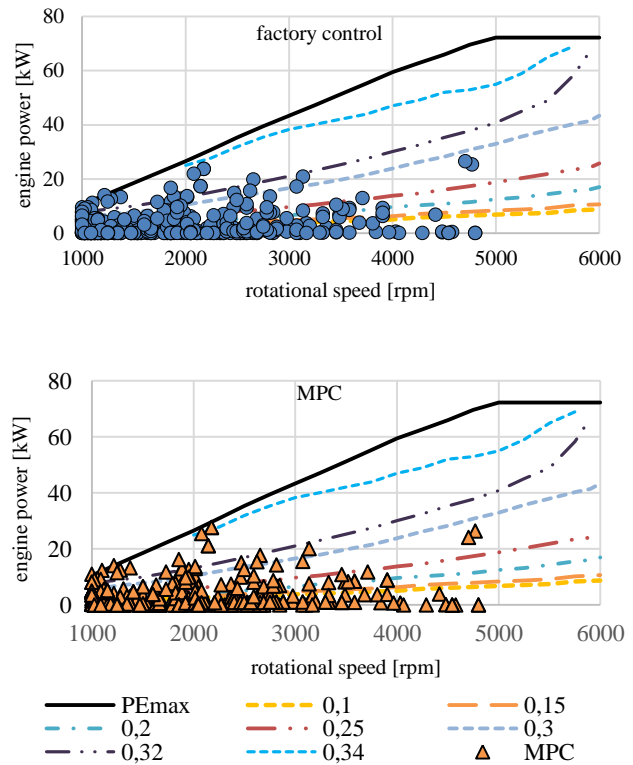 factory control
engine power [kW]
80
60
40
20
0
1000 2000 3000 4000 5000 6000
rotational speed [rpm]
MPC
engine power [kW]
80
60
40
20
0
1000 2000 3000 4000 5000 6000
rotational speed [rpm]
PEmax 0,1 0,15
0,2 0,25 0,3
0,32 0,34 MPC